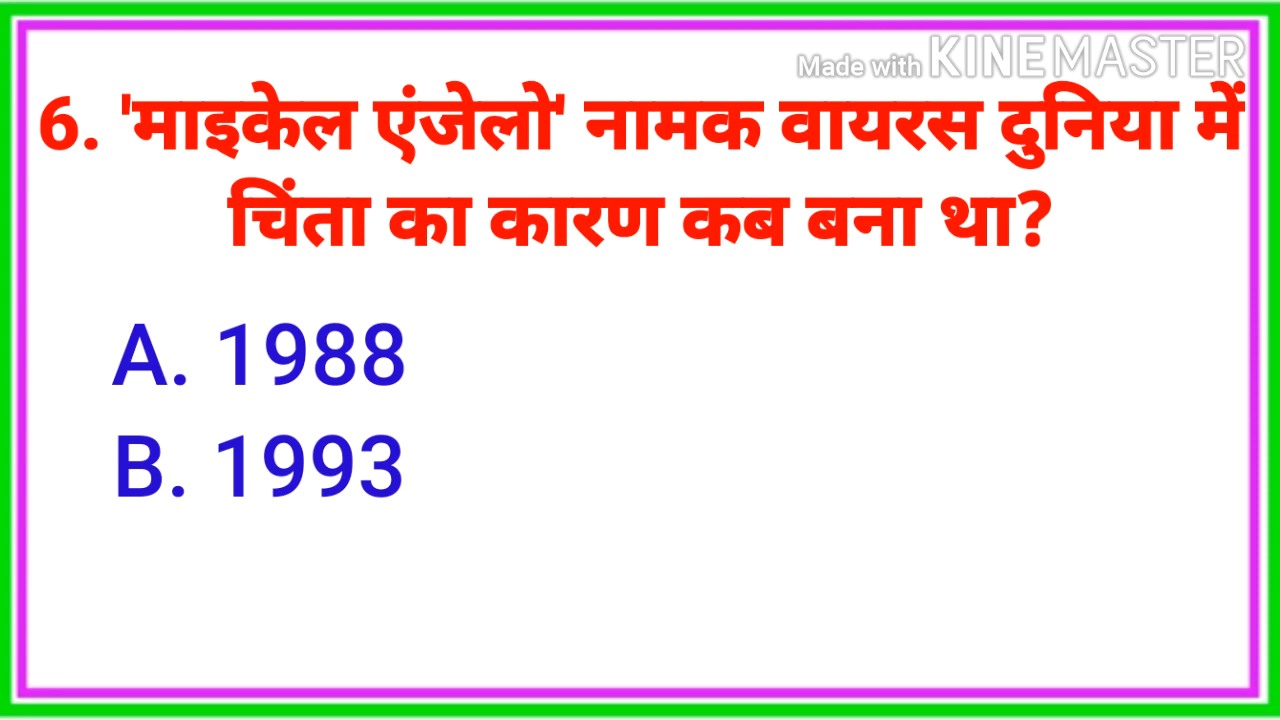 Made with KINEMASTER
6. 'माइकेल एंजेलो' नामक वायरस दुनिया में
चिंता का कारण कब बना था?
A. 1988
B. 1993